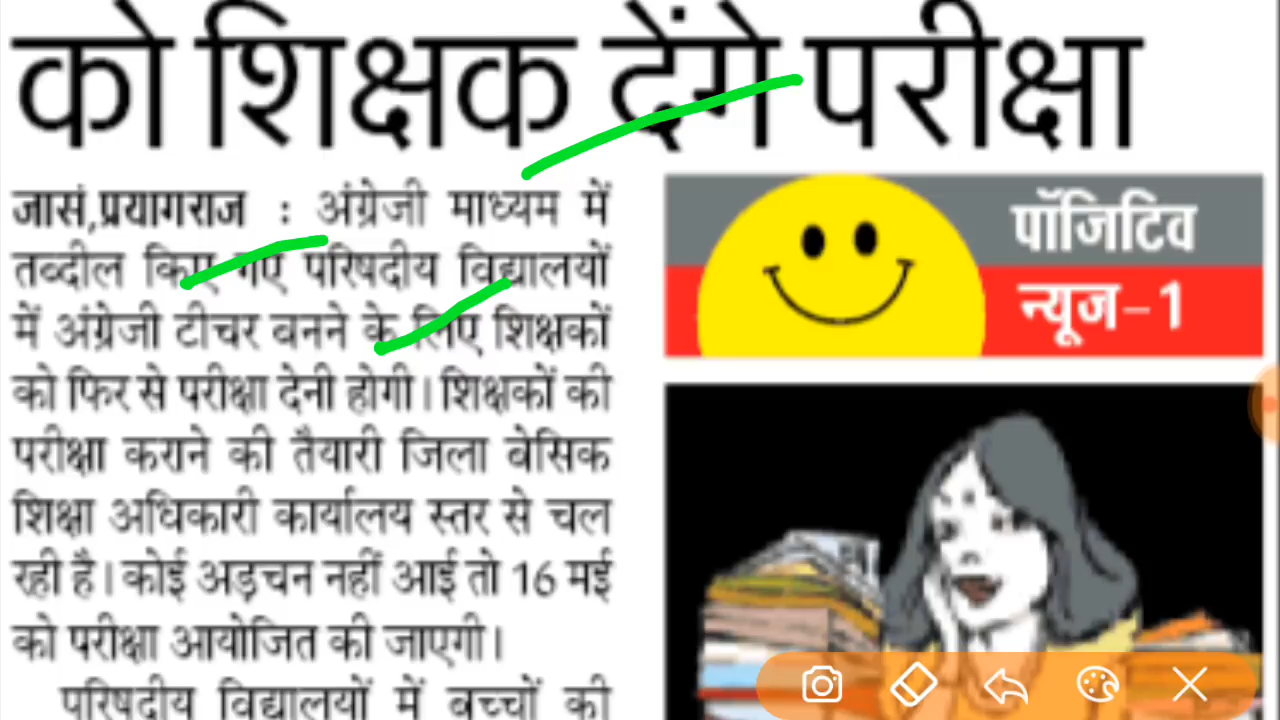 को शिक्षक देंगे परीक्षा
जासं,प्रयागराज : अंग्रेजी माध्यम में
तब्दील किए गए परिषदीय विद्यालयों
में अंग्रेजी टीचर बनने के लिए शिक्षकों
को फिर से परीक्षा देनी होगी। शिक्षकों की
परीक्षा कराने की तैयारी जिला बेसिक
शिक्षा अधिकारी कार्यालय स्तर से चल
रही है। कोई अड़चन नहीं आई तो 16 मई
को परीक्षा आयोजित की जाएगी।
परिषदीय विद्यालयों में बच्चों की
पॉजिटिव
न्यूज-1